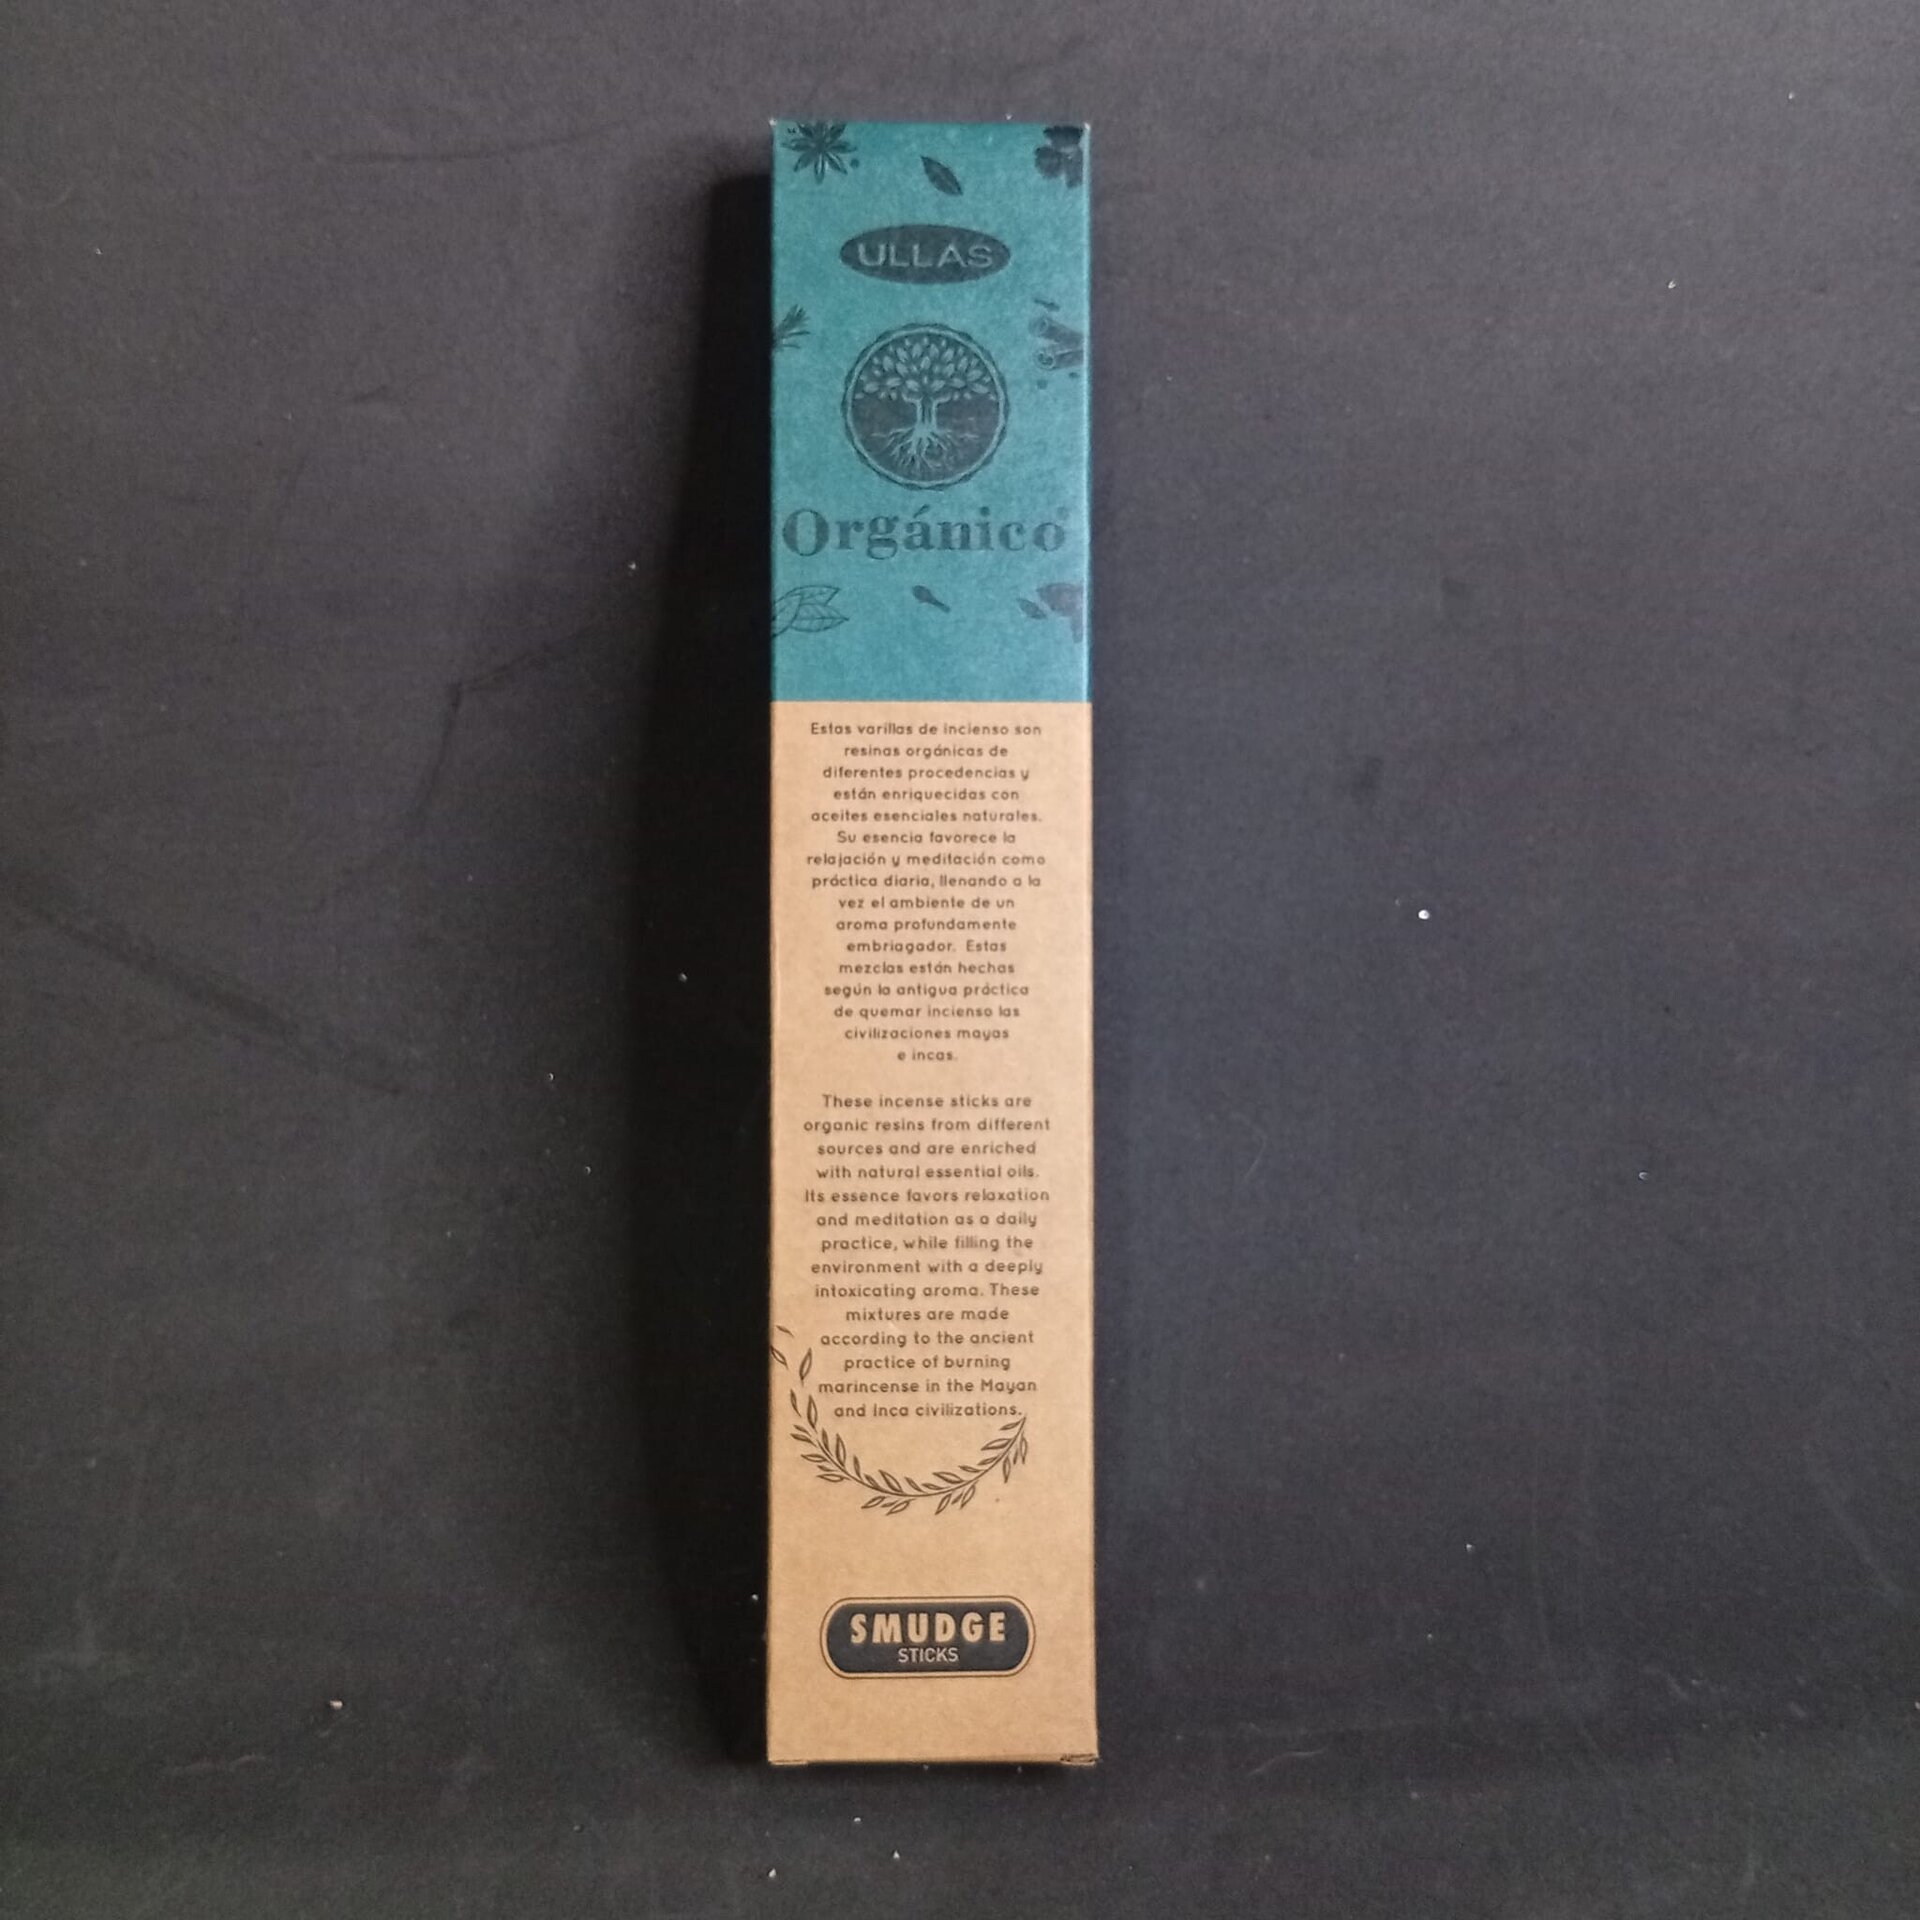 ULLAS
Orgánico
Estas varillas de incienso son
resinas orgánicas de
diferentes procedencias y
están enriquecidas con
aceites esenciales naturales.
Su esencia favorece la
relajación y meditación como
práctica diaria, llenando a la
vez el ambiente de un
aroma profundamente
embriagador. Estas
mezclas están hechas
según la antigua práctica
de quemar incienso las
civilizaciones mayas
e incas.
These incense sticks are
organic resins from different
sources and are enriched
with natural essential oils.
Its essence favors relaxation
and meditation as a daily
practice, while filling the
environment with a deeply
intoxicating aroma. These
mixtures are made
according to the ancient
practice of burning
marincense in the Mayan
and Inca civilizations.
SMUDGE
STICKS